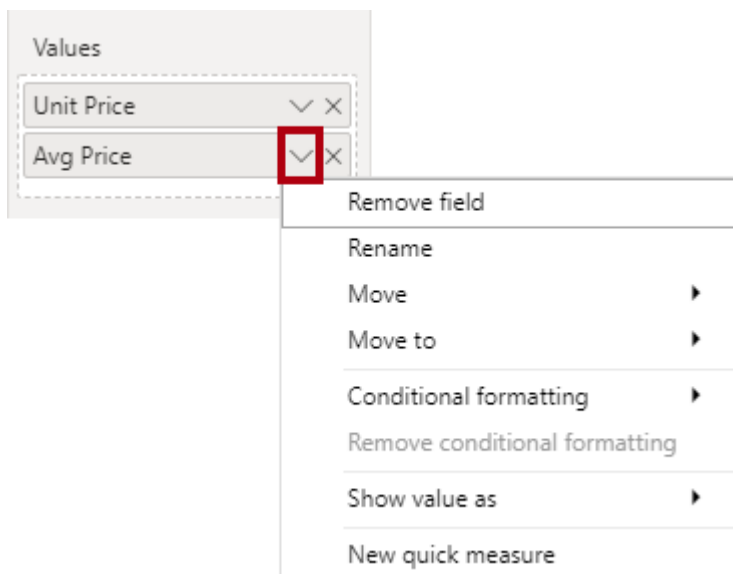 Values
Unit Price
Avg Price
Remove field
Rename
Move
Move to
Conditional formatting
Remove conditional formatting
Show value as
New quick measure